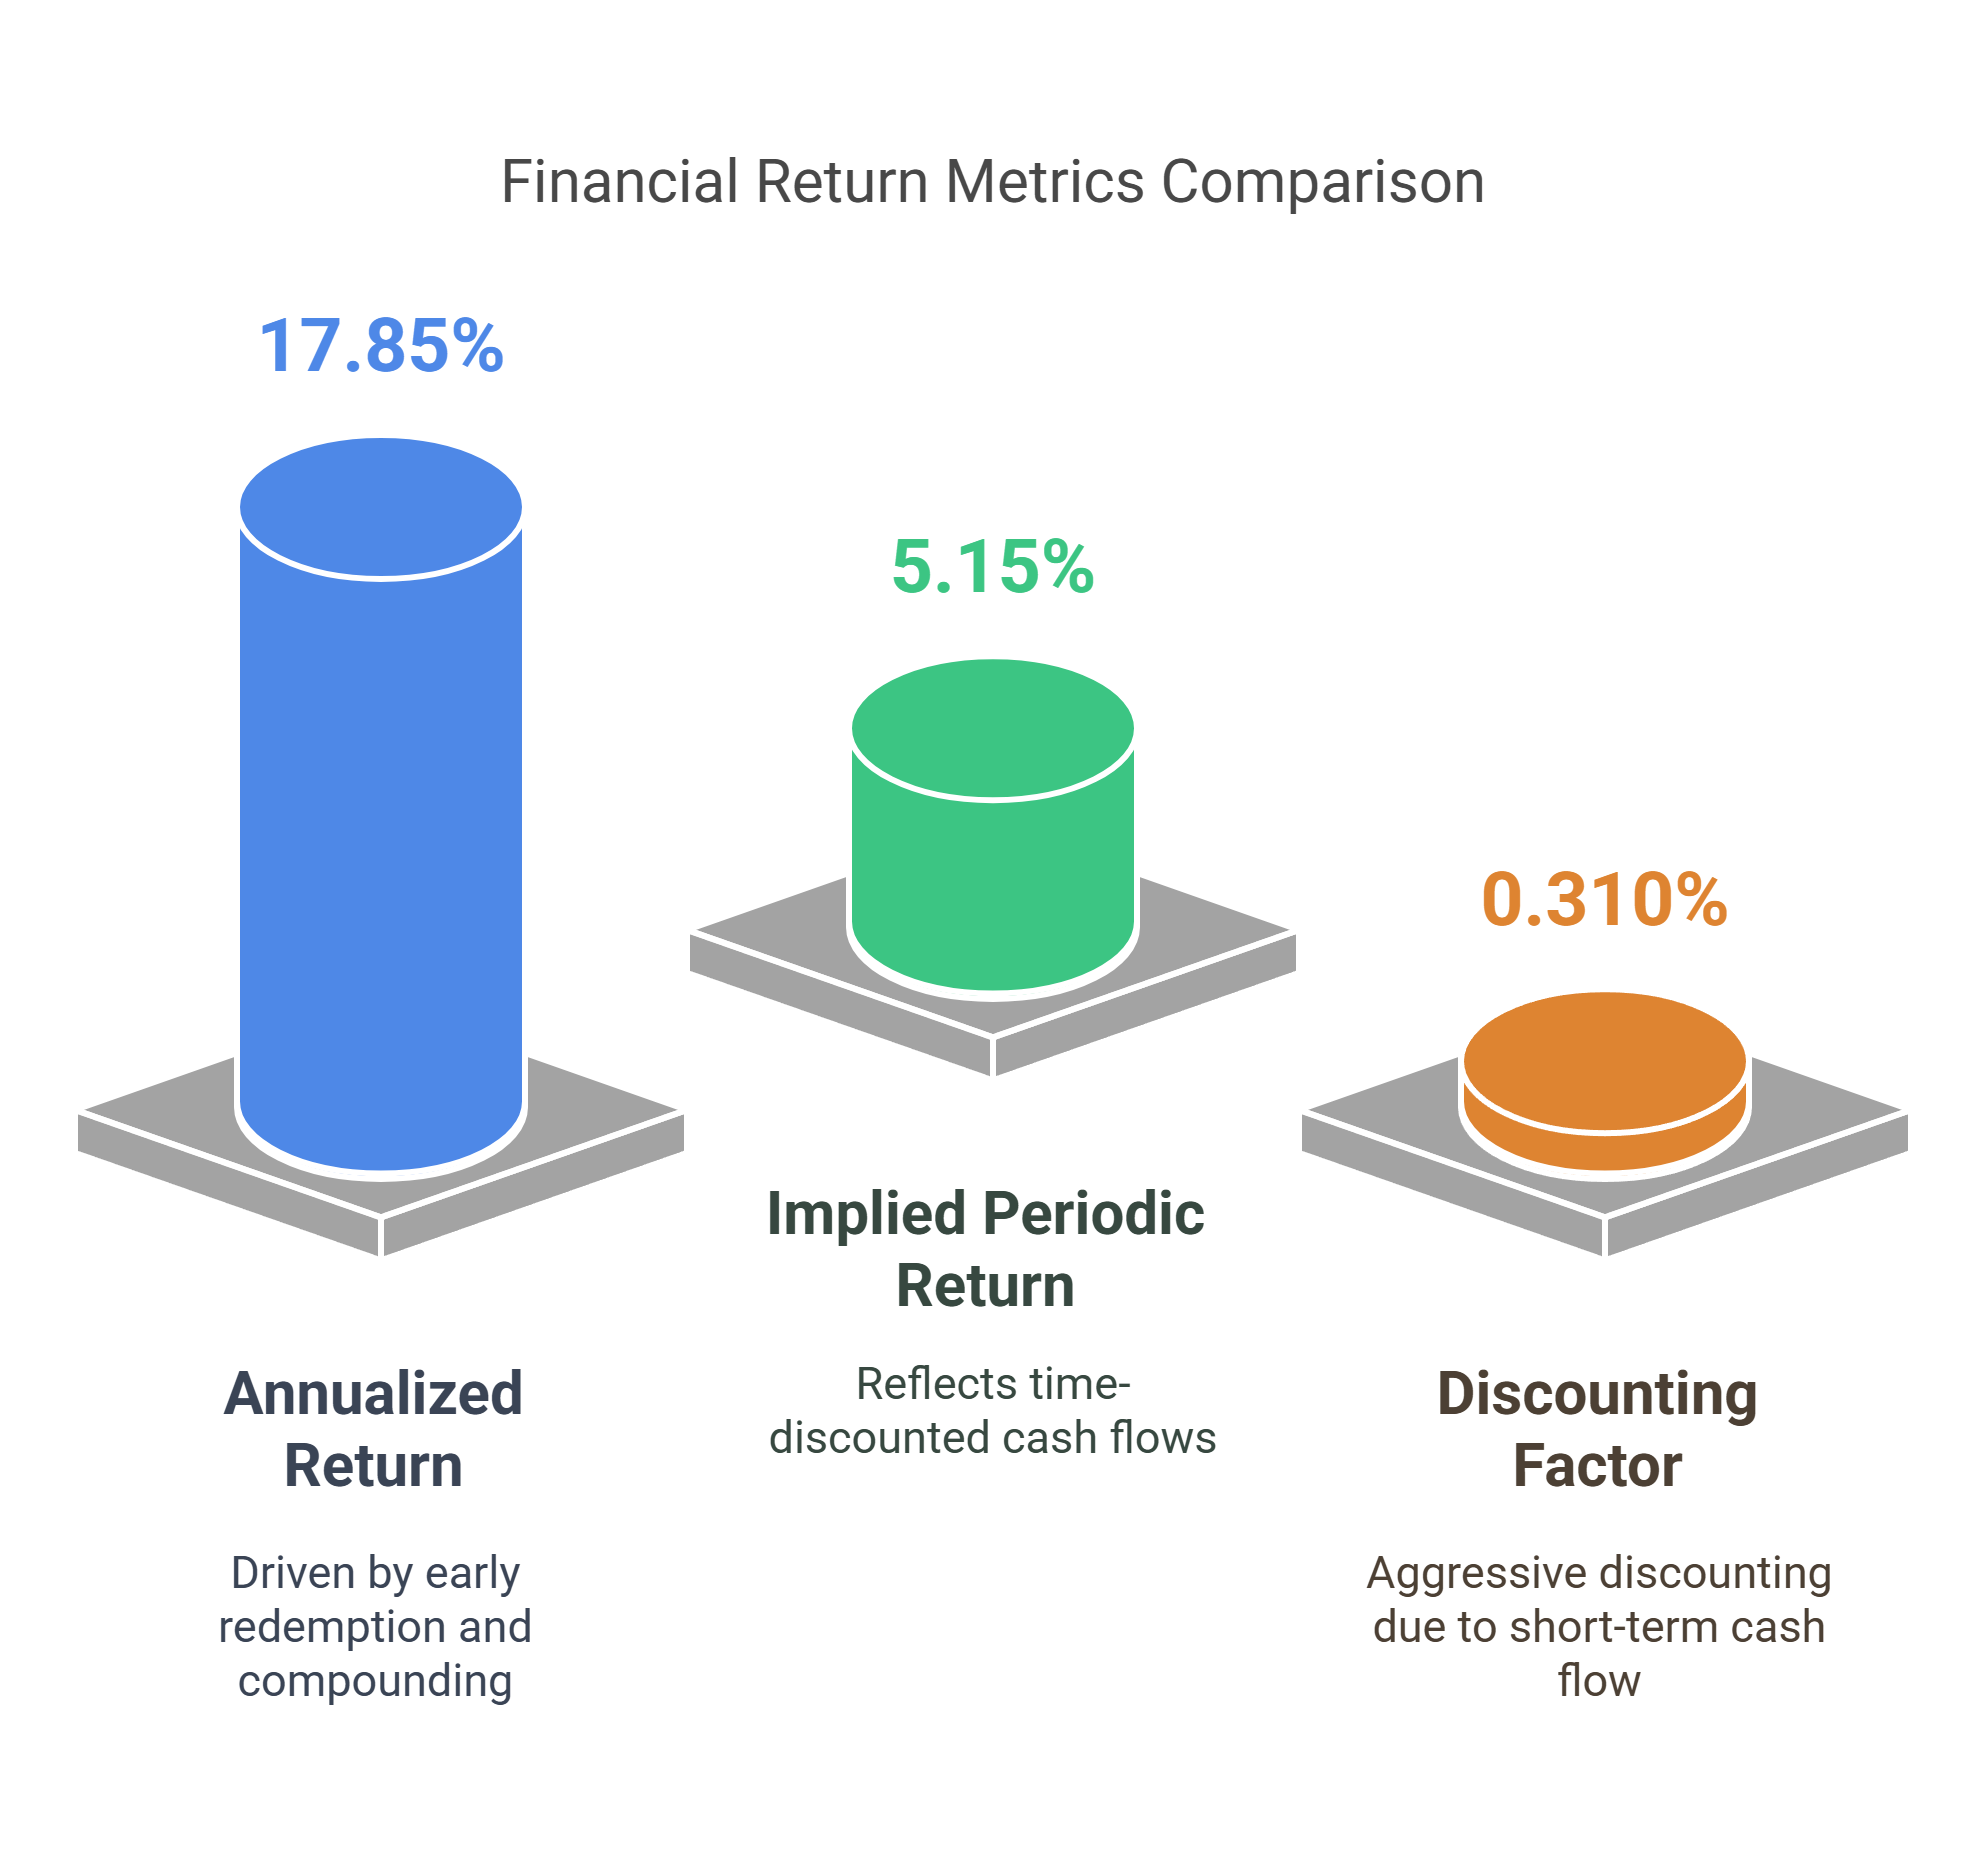 Financial Return Metrics Comparison
17.85%
Annualized
Return
Driven by early
redemption and
compounding
5.15%
Implied Periodic
Return
Reflects time-
discounted cash flows
0.310%
Discounting
Factor
Aggressive discounting
due to short-term cash
flow